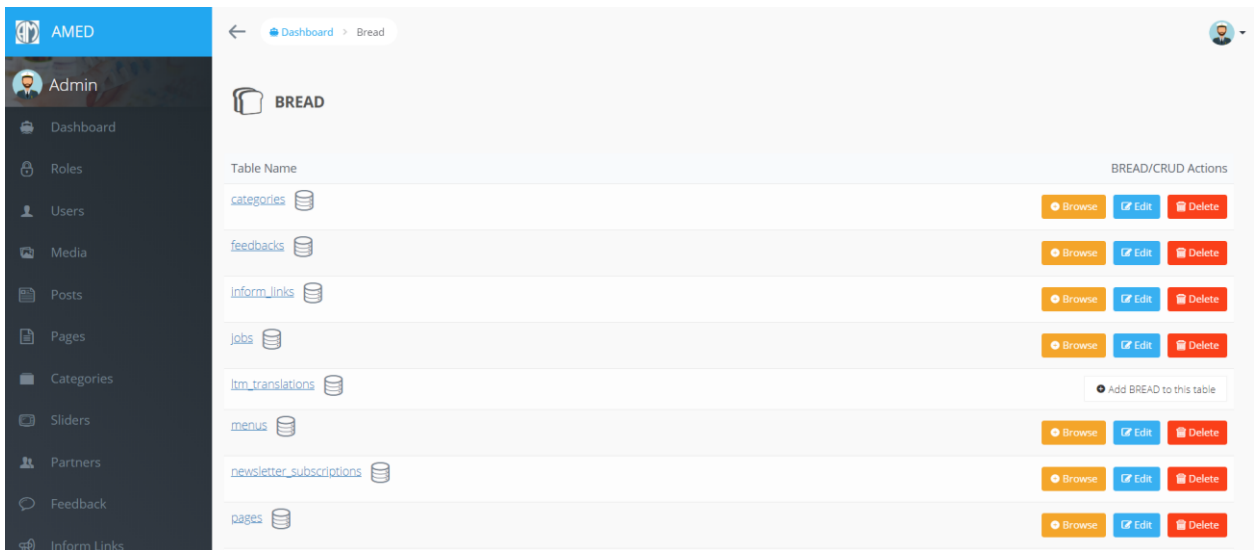 AMED
Dashboard > Bread
Admin
BREAD
Dashboard
Roles
Users
Media
Posts
Pages
Categories
Sliders
Partners
Feedback
Inform Links
Table Name BREAD/CRUD Actions
categories Browse Edit Delete
feedbacks Browse Edit Delete
inform_links Browse Edit Delete
jobs Browse Edit Delete
ltm_translations Add BREAD to this table
menus Browse Edit Delete
newsletter_subscriptions Browse Edit Delete
pages Browse Edit Delete